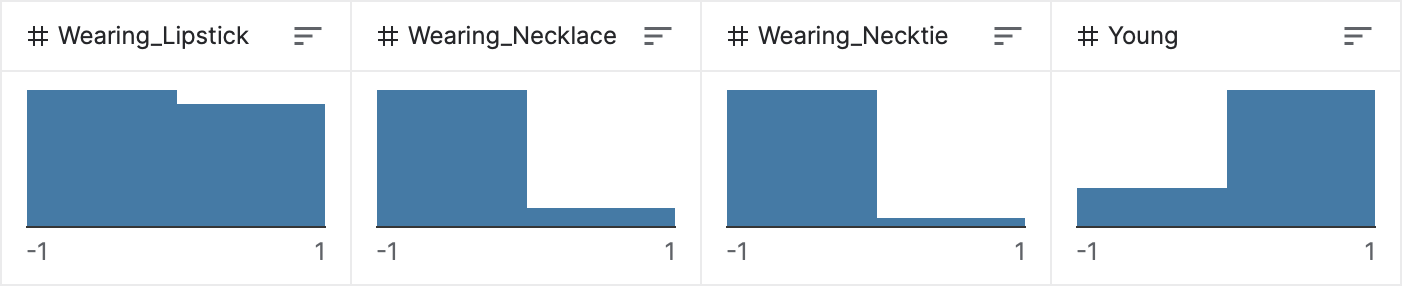 # Wearing_Lipstick
# Wearing_Necklace
# Wearing_Necktie
# Young
-1 1
-1 1
-1 1
-1 1